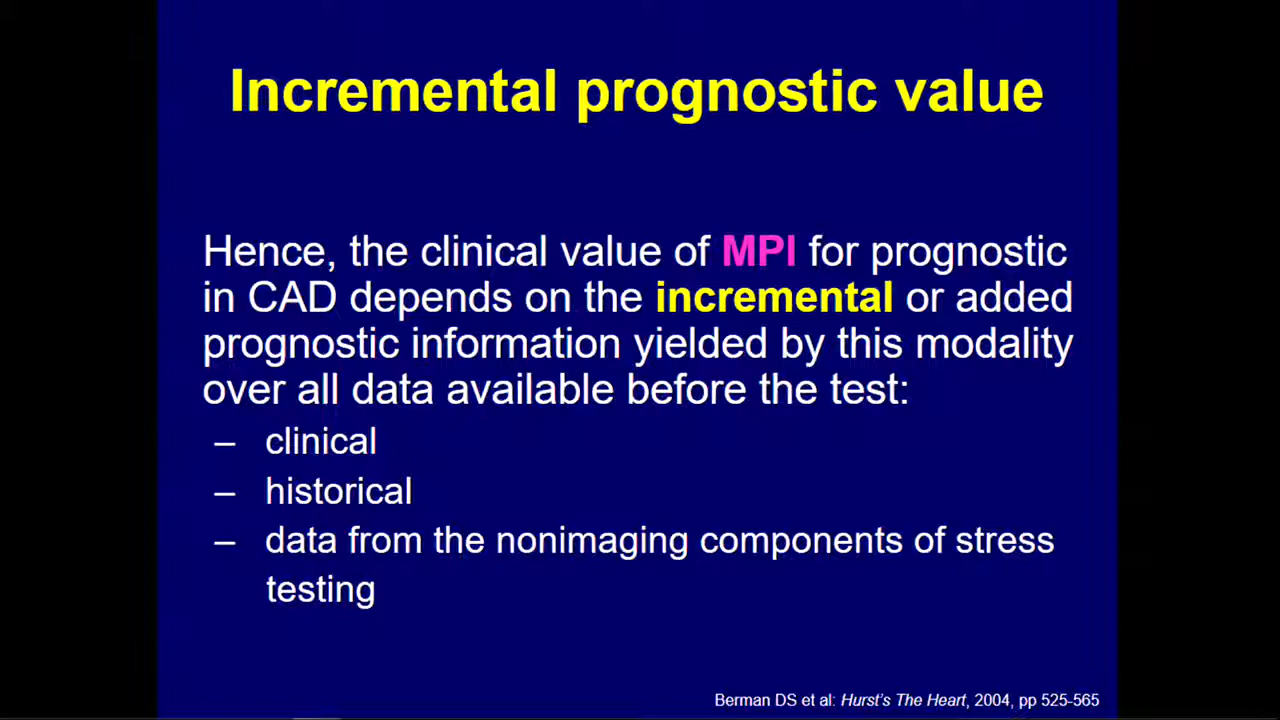 Incremental prognostic value
Hence, the clinical value of MPI for prognostic
in CAD depends on the incremental or added
prognostic information yielded by this modality
over all data available before the test:
– clinical
– historical
– data from the nonimaging components of stress
testing
Berman DS et al: Hurst's The Heart, 2004, pp 525-565